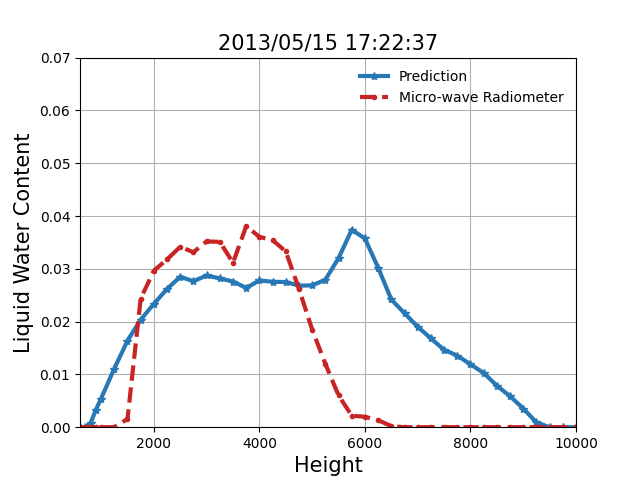 2013/05/15 17:22:37
Prediction
Micro-wave Radiometer
Liquid Water Content
0.07
0.06
0.05
0.04
0.03
0.02
0.01
0.00
2000 4000 6000 8000 10000
Height